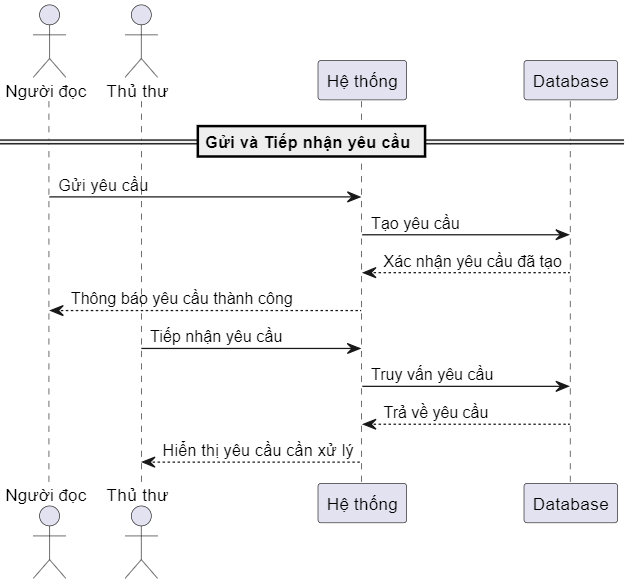 Người đọc
Thủ thư
Hệ thống
Database
Gửi và Tiếp nhận yêu cầu
Gửi yêu cầu
Tạo yêu cầu
Xác nhận yêu cầu đã tạo
Thông báo yêu cầu thành công
Tiếp nhận yêu cầu
Truy vấn yêu cầu
Trả về yêu cầu
Hiển thị yêu cầu cần xử lý
Người đọc
Thủ thư
Hệ thống
Database